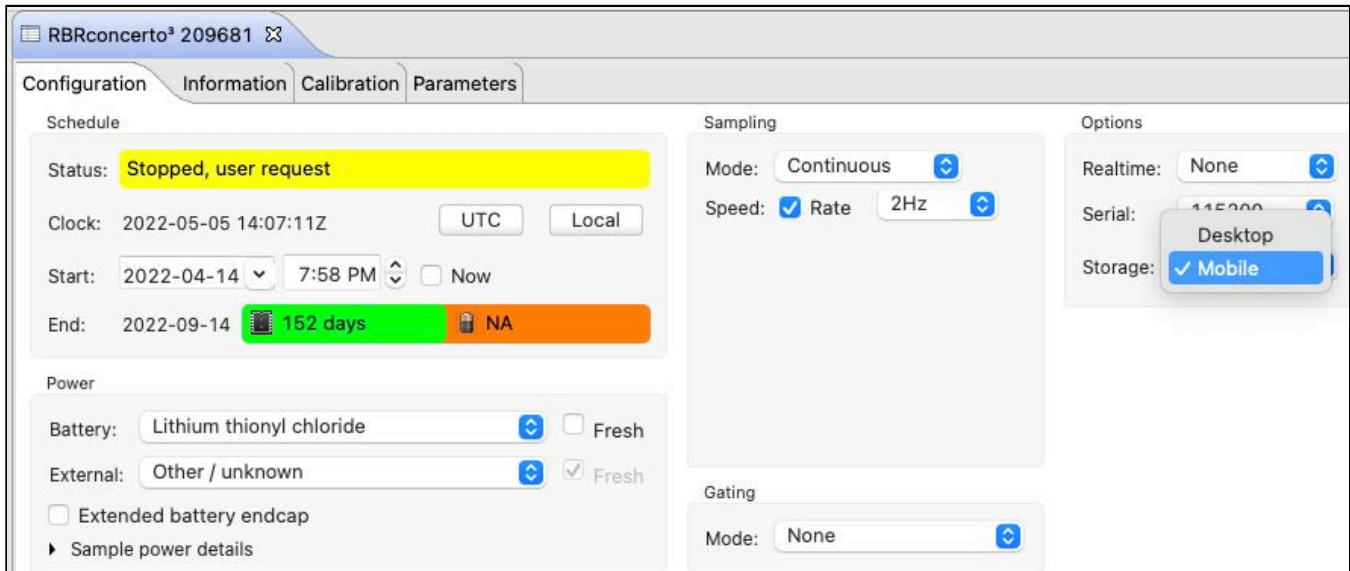 RBRconcerto³ 209681
Configuration Information Calibration Parameters
Schedule
Status: Stopped, user request
Clock: 2022-05-05 14:07:11Z UTC Local
Start: 2022-04-14 7:58 PM Now
End: 2022-09-14 152 days NA
Power
Battery: Lithium thionyl chloride Fresh
External: Other / unknown Fresh
Extended battery endcap
Sample power details
Sampling
Mode: Continuous
Speed: Rate 2Hz
Gating
Mode: None
Options
Realtime: None
Serial: 115200
Desktop
Storage: Mobile